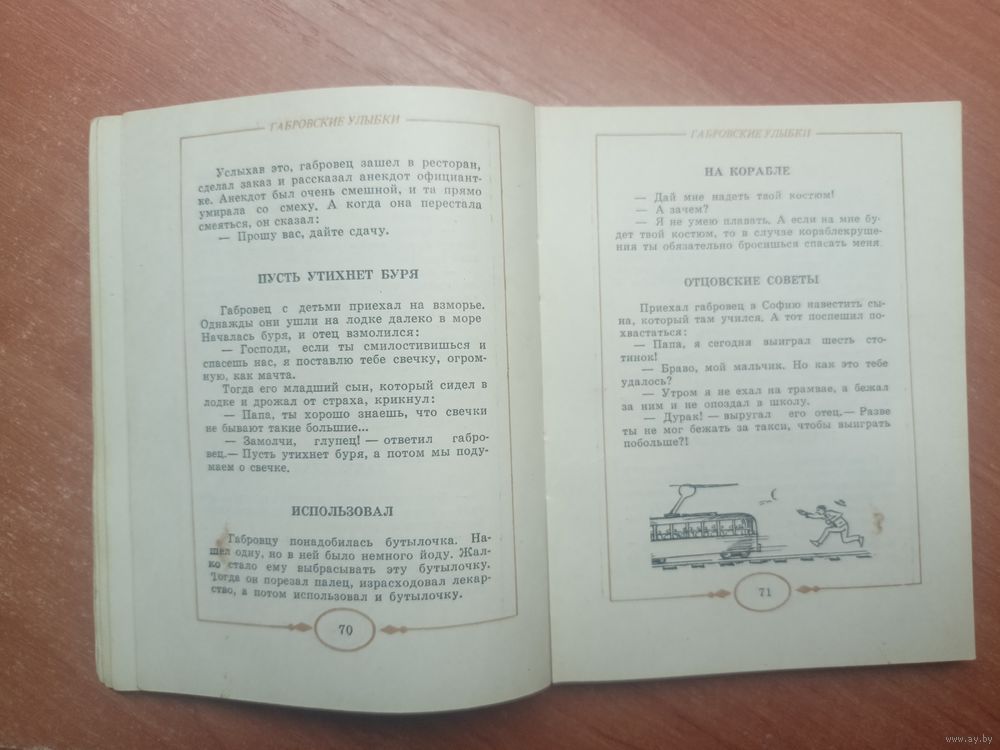 ГАБРОВСКИЕ УЛЫБКИ
Услыхав это, габровец зашел в ресторан,
сделал заказ и рассказал анекдот официант-
ке. Анекдот был очень смешной, и та прямо
умирала со смеху. А когда она перестала
смеяться, он сказал:
— Прошу вас, дайте сдачу.
ПУСТЬ УТИХНЕТ БУРЯ
Габровец с детьми приехал на взморье.
Однажды они ушли на лодке далеко в море
Началась буря, и отец взмолился:
— Господи, если ты смилостивишься и
спасешь нас, я поставлю тебе свечку, огром-
ную, как мачта.
Тогда его младший сын, который сидел в
лодке и дрожал от страха, крикнул:
— Папа, ты хорошо знаешь, что свечки
не бывают такие большие...
— Замолчи, глупец! — ответил габро-
вец.— Пусть утихнет буря, а потом мы поду-
маем о свечке.
ИСПОЛЬЗОВАЛ
Габровцу понадобилась бутылочка. На-
шел одну, но в ней было немного йоду. Жал-
ко стало ему выбрасывать эту бутылочку.
Тогда он порезал палец, израсходовал лекар-
ство, а потом использовал и бутылочку.
70
ГАБРОВСКИЕ УЛЫБКИ
НА КОРАБЛЕ
— Дай мне надеть твой костюм!
— А зачем?
— Я не умею плавать. А если на мне бу-
дет твой костюм, то в случае кораблекруше-
ния ты обязательно бросишься спасать меня.
ОТЦОВСКИЕ СОВЕТЫ
Приехал габровец в Софию навестить сы-
на, который там учился. А тот поспешил по-
хвастаться:
— Папа, я сегодня выиграл шесть сто-
тинок!
— Браво, мой мальчик. Но как это тебе
удалось?
— Утром я не ехал на трамвае, а бежал
за ним и не опоздал в школу.
— Дурак! — выругал его отец.— Разве
ты не мог бежать за такси, чтобы выиграть
побольше?!
71
www.ay.by